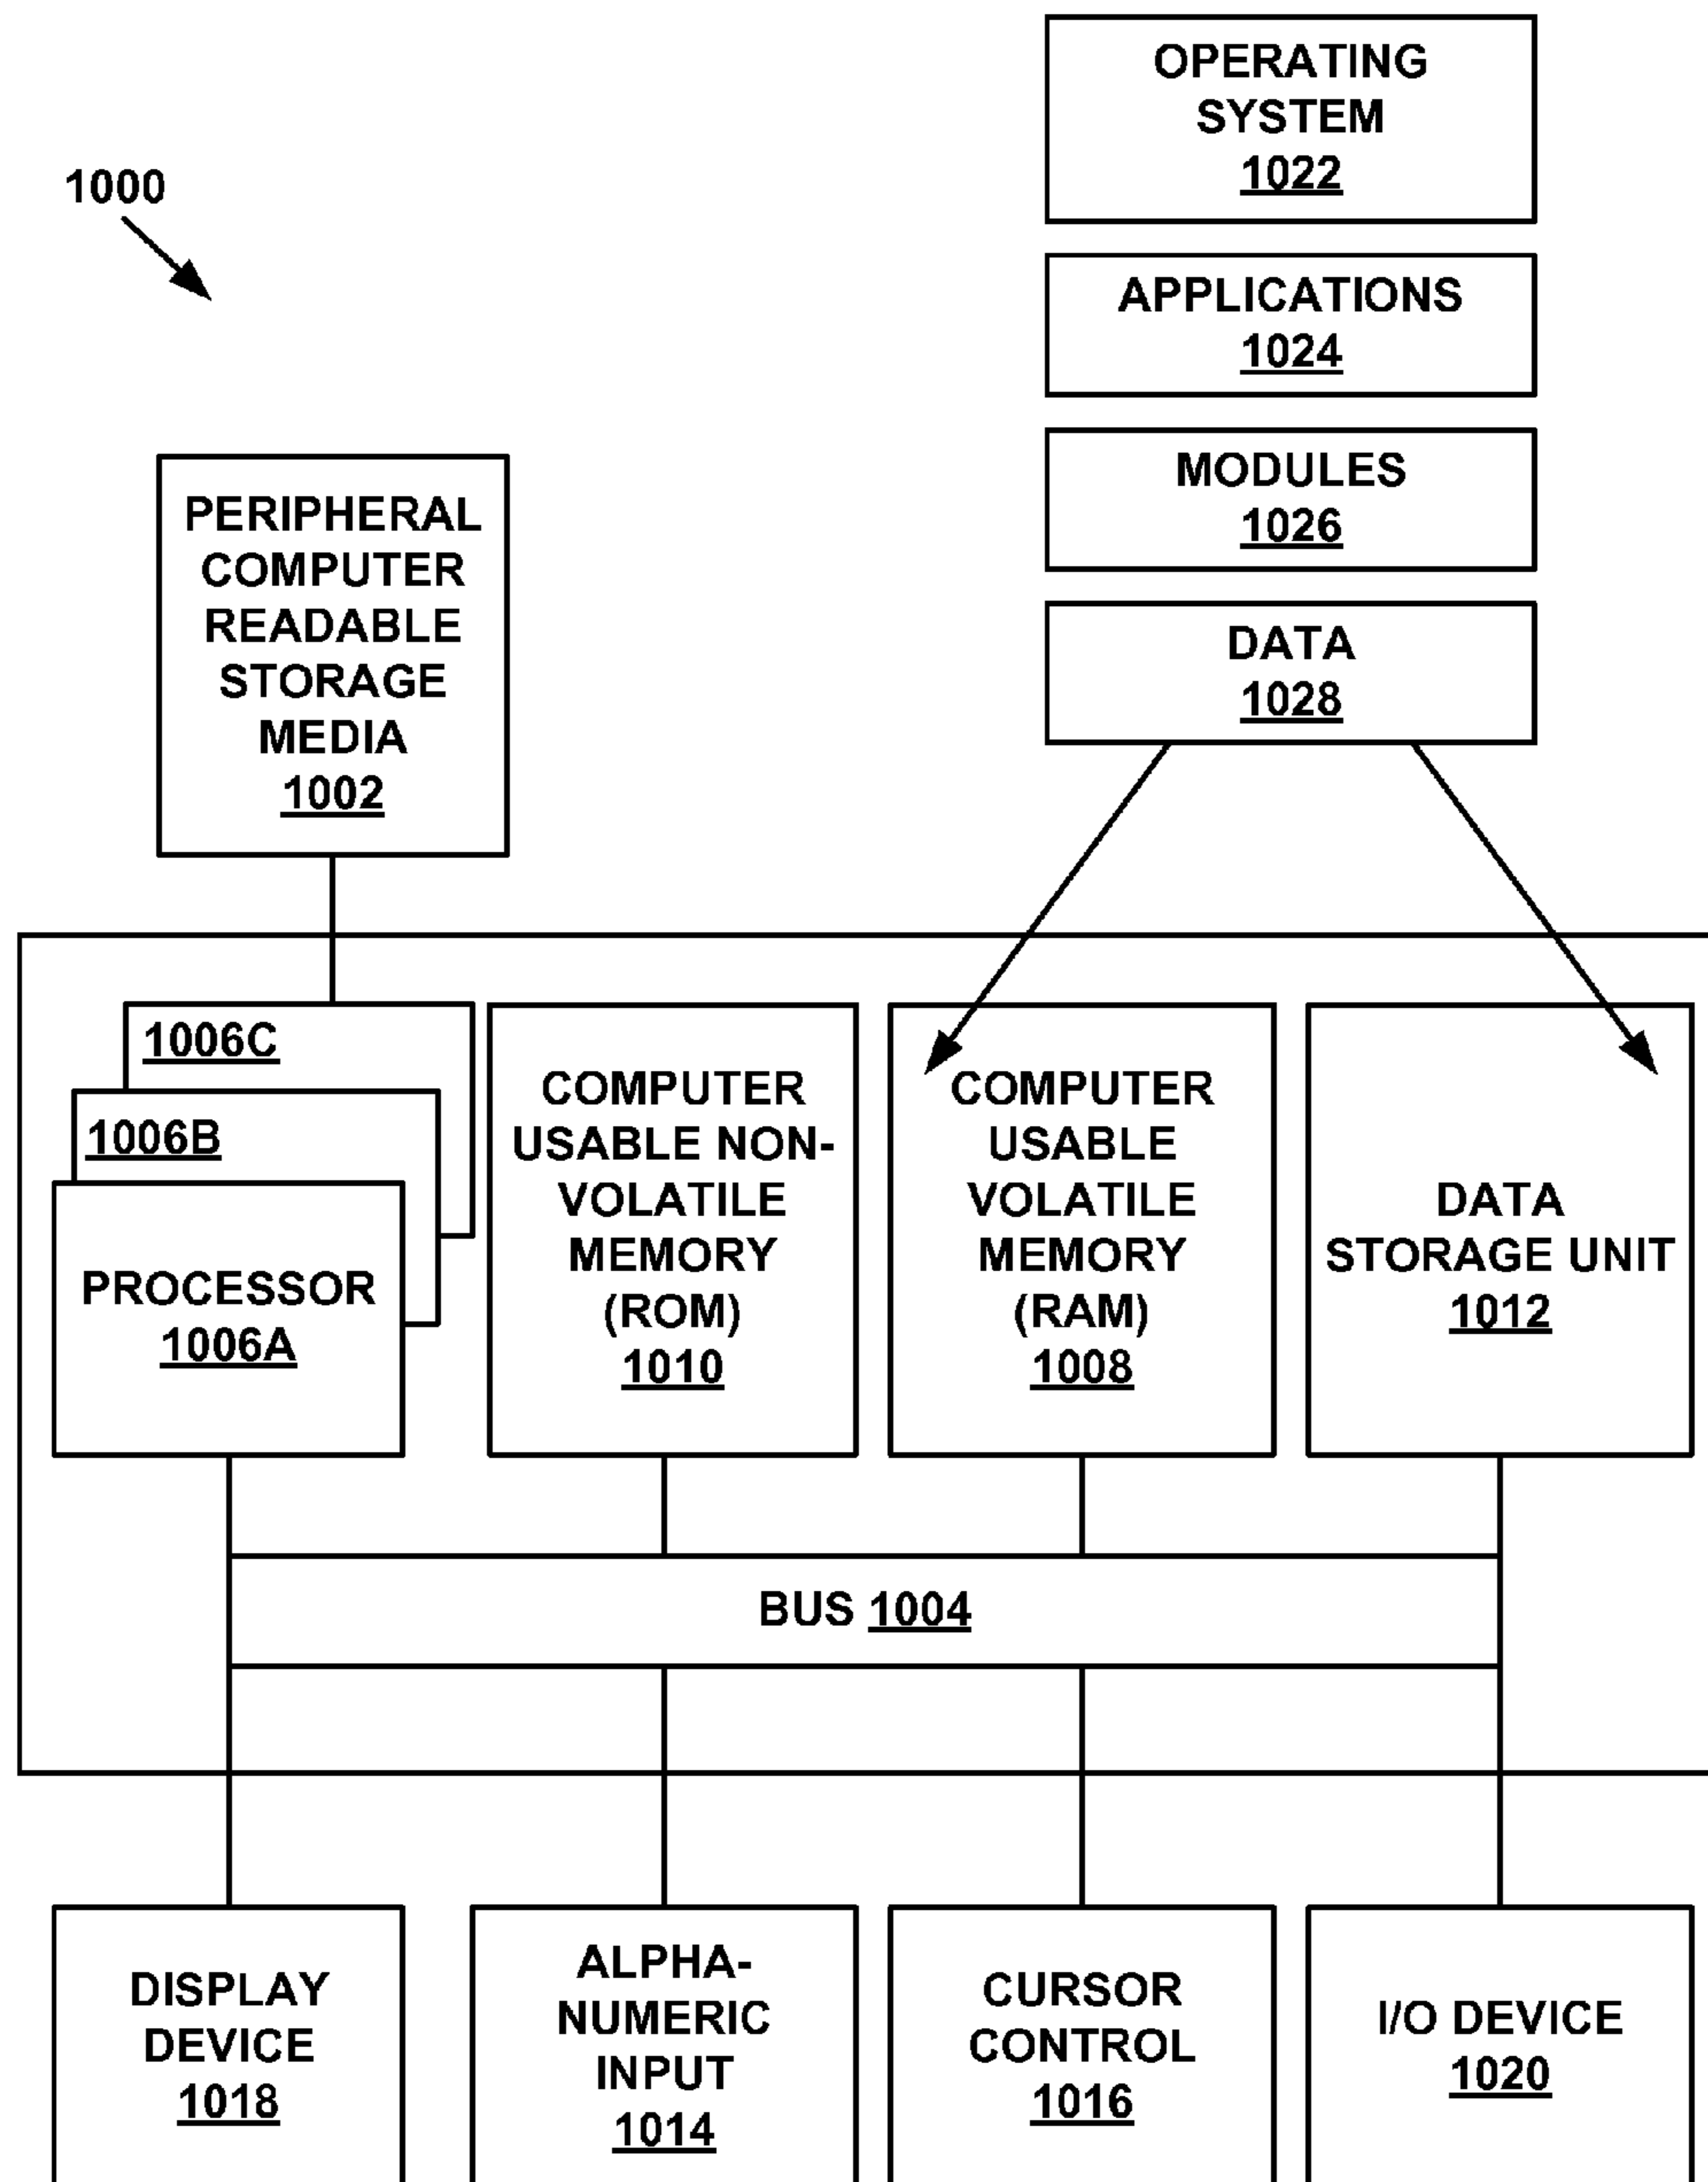 OPERATING
SYSTEM
1022
1000
APPLICATIONS
1024
MODULES
1026
PERIPHERAL
COMPUTER
READABLE
STORAGE
MEDIA
1002
DATA
1028
1006C
1006B
PROCESSOR
1006A
COMPUTER
USABLE NON-
VOLATILE
MEMORY
(ROM)
1010
COMPUTER
USABLE
VOLATILE
MEMORY
(RAM)
1008
DATA
STORAGE UNIT
1012
BUS 1004
DISPLAY
DEVICE
1018
ALPHA-
NUMERIC
INPUT
1014
CURSOR
CONTROL
1016
I/O DEVICE
1020